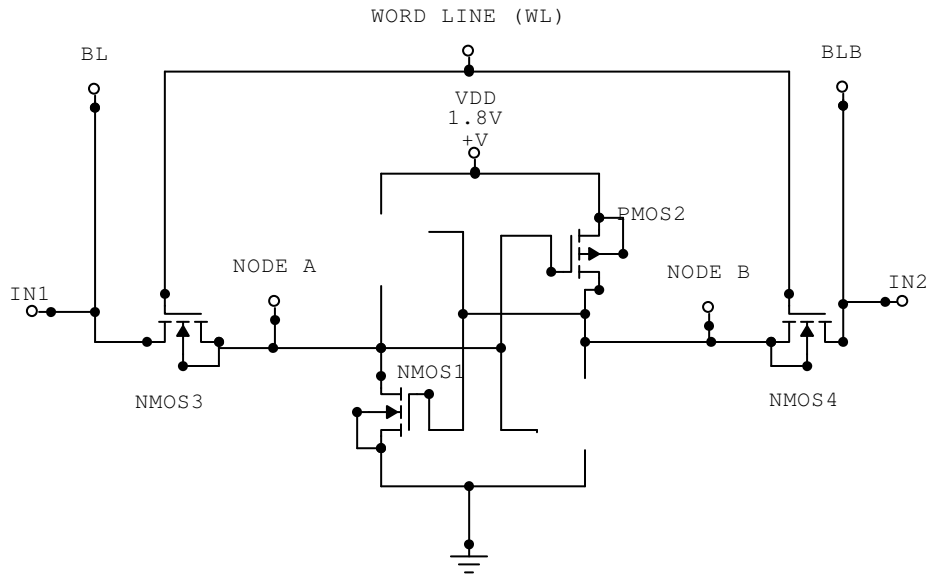 WORD LINE (WL)
BL
BLB
VDD
1.8V
+V
PMOS2
NODE A
NODE B
IN1
IN2
NMOS1
NMOS3
NMOS4